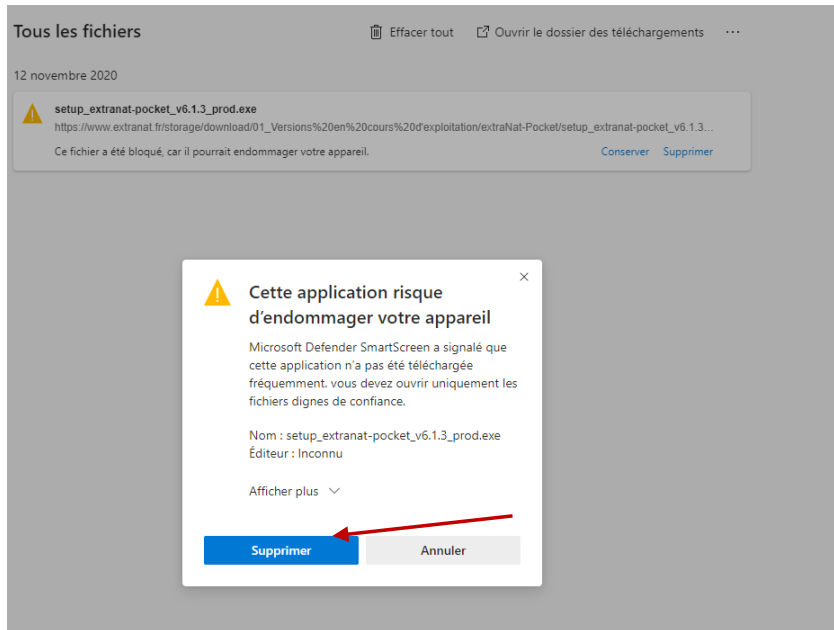 Tous les fichiers
Effacer tout
Ouvrir le dossier des téléchargements
12 novembre 2020
setup_extranat-pocket_v6.1.3_prod.exe
https://www.extranat.fr/storage/download/01_Versions%20en%20cours%20d'exploitation/extraNat-Pocket/setup_extranat-pocket_v6.1.3...
Ce fichier a été bloqué, car il pourrait endommager votre appareil.
Conserver Supprimer
Cette application risque
d'endommager votre appareil
Microsoft Defender SmartScreen a signalé que
cette application n'a pas été téléchargée
fréquemment. vous devez ouvrir uniquement les
fichiers dignes de confiance.
Nom : setup_extranat-pocket_v6.1.3_prod.exe
Éditeur : Inconnu
Afficher plus
Supprimer
Annuler